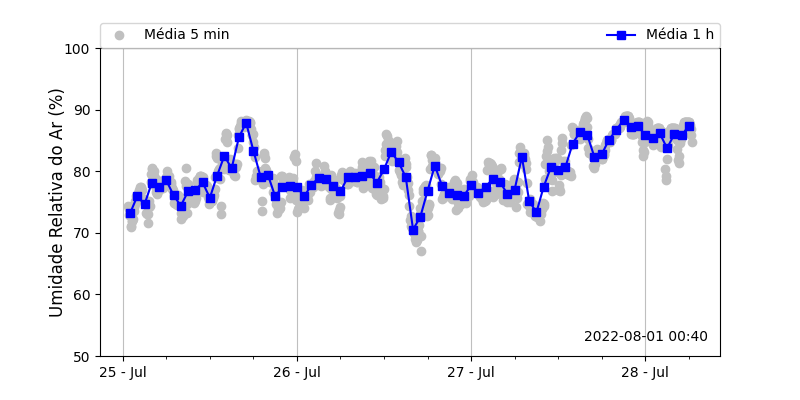 Média 5 min
Média 1 h
Umidade Relativa do Ar (%)
100
90
80
70
60
50
2022-08-01 00:40
25 - Jul
26 - Jul
27 - Jul
28 - Jul